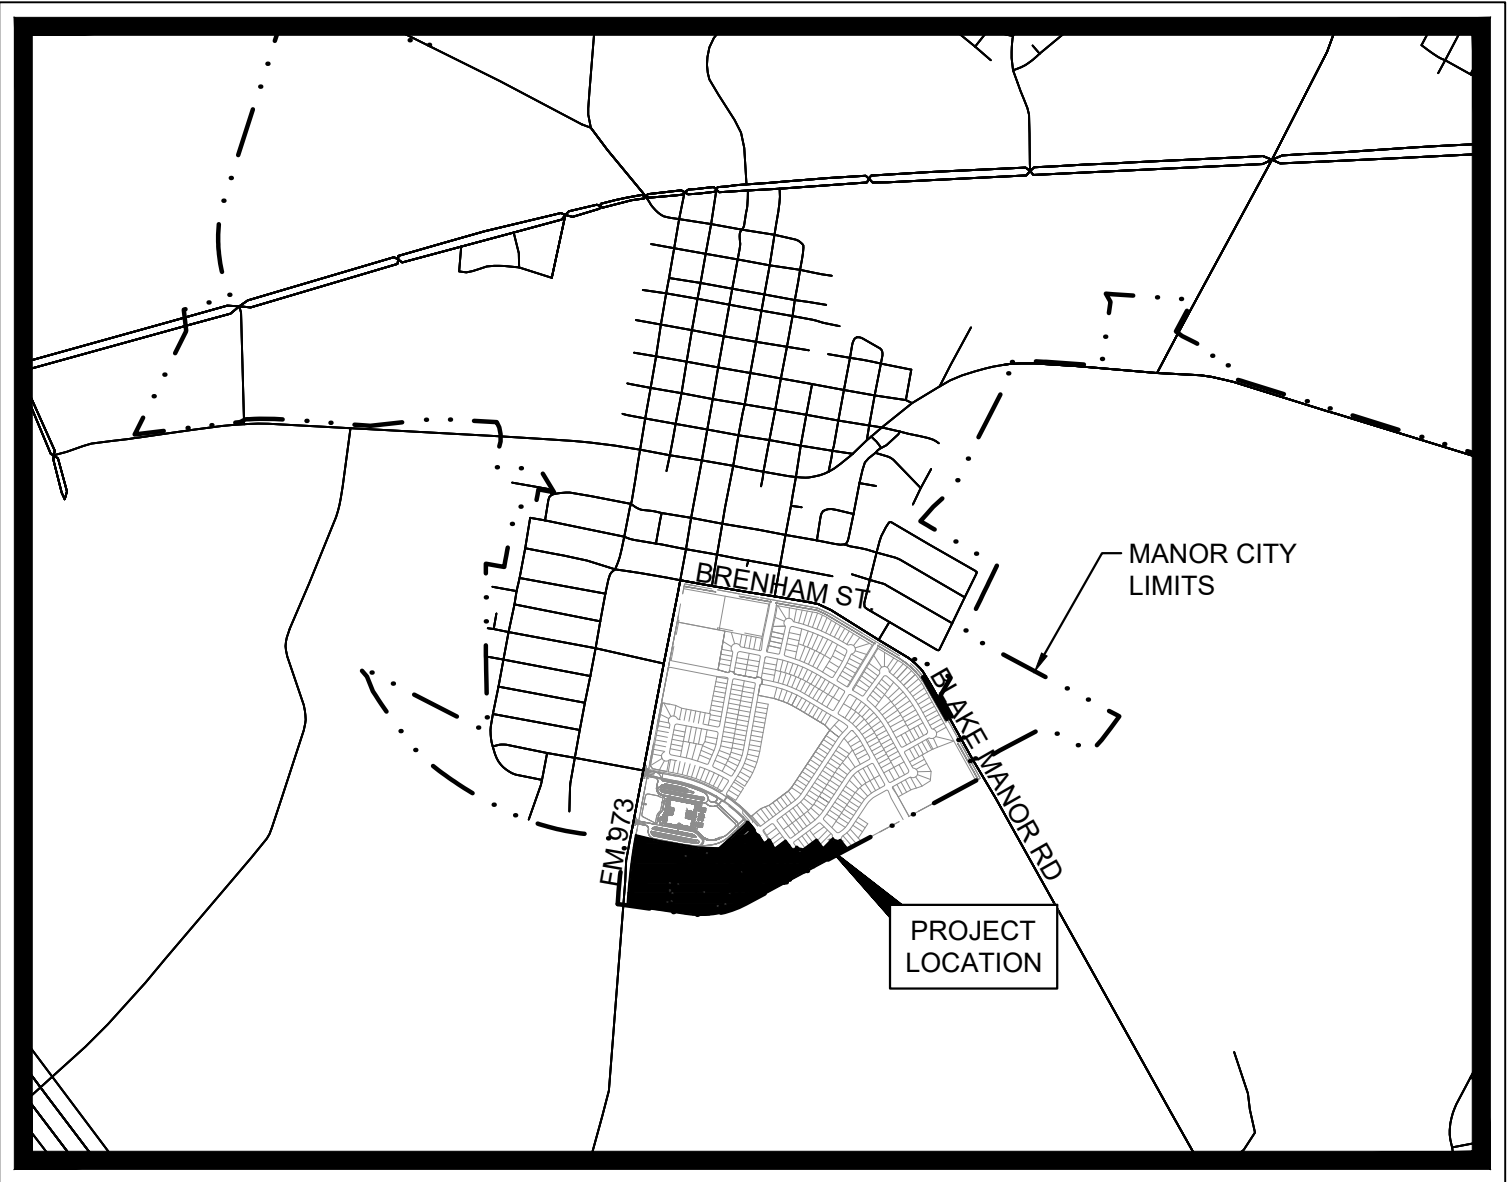 MANOR CITY
LIMITS
BRENHAM ST.
BLAKE MANOR RD
FM 973
PROJECT
LOCATION